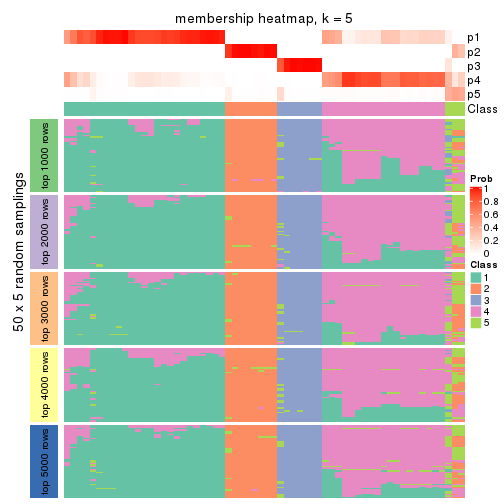 membership heatmap, k = 5
p1
p2
p3
p4
p5
Class
50 x 5 random samplings
top 1000 rows
top 2000 rows
top 3000 rows
top 4000 rows
top 5000 rows
Prob
1
0.8
0.6
0.4
0.2
0
Class
1
2
3
4
5